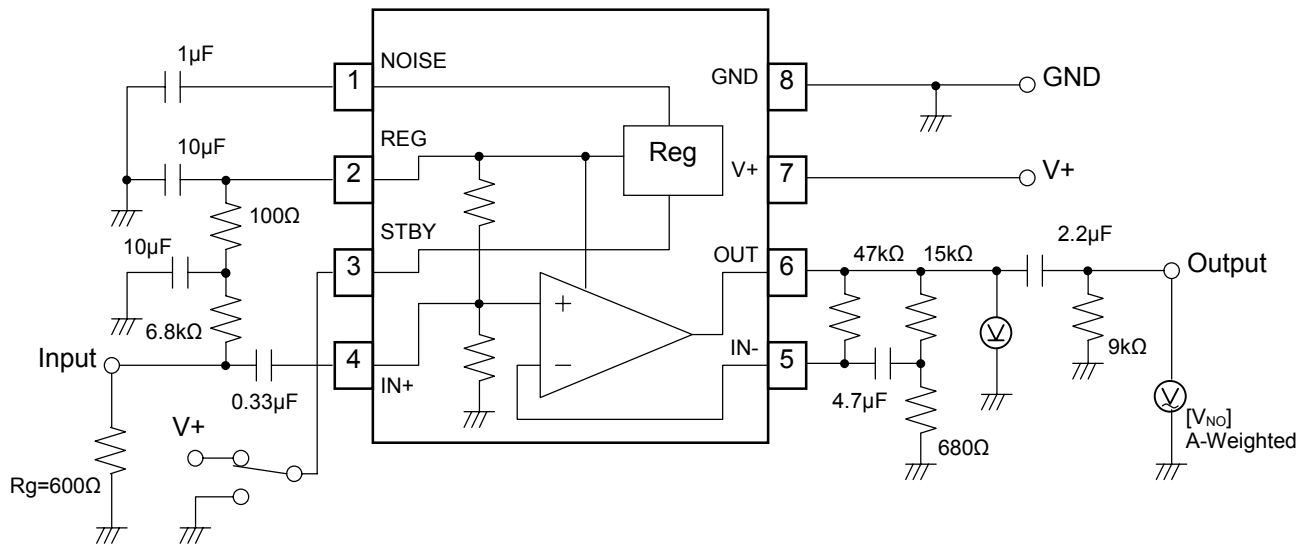 1µF
1
NOISE
GND
8
GND
10µF
2
REG
Reg
V+
7
V+
100Ω
10µF
3
STBY
OUT
6
47kΩ
15kΩ
2.2µF
Output
6.8kΩ
+
V
9kΩ
Input
4
IN+
−
IN-
5
0.33µF
4.7µF
680Ω
V
[VNO]
A-Weighted
V+
Rg=600Ω